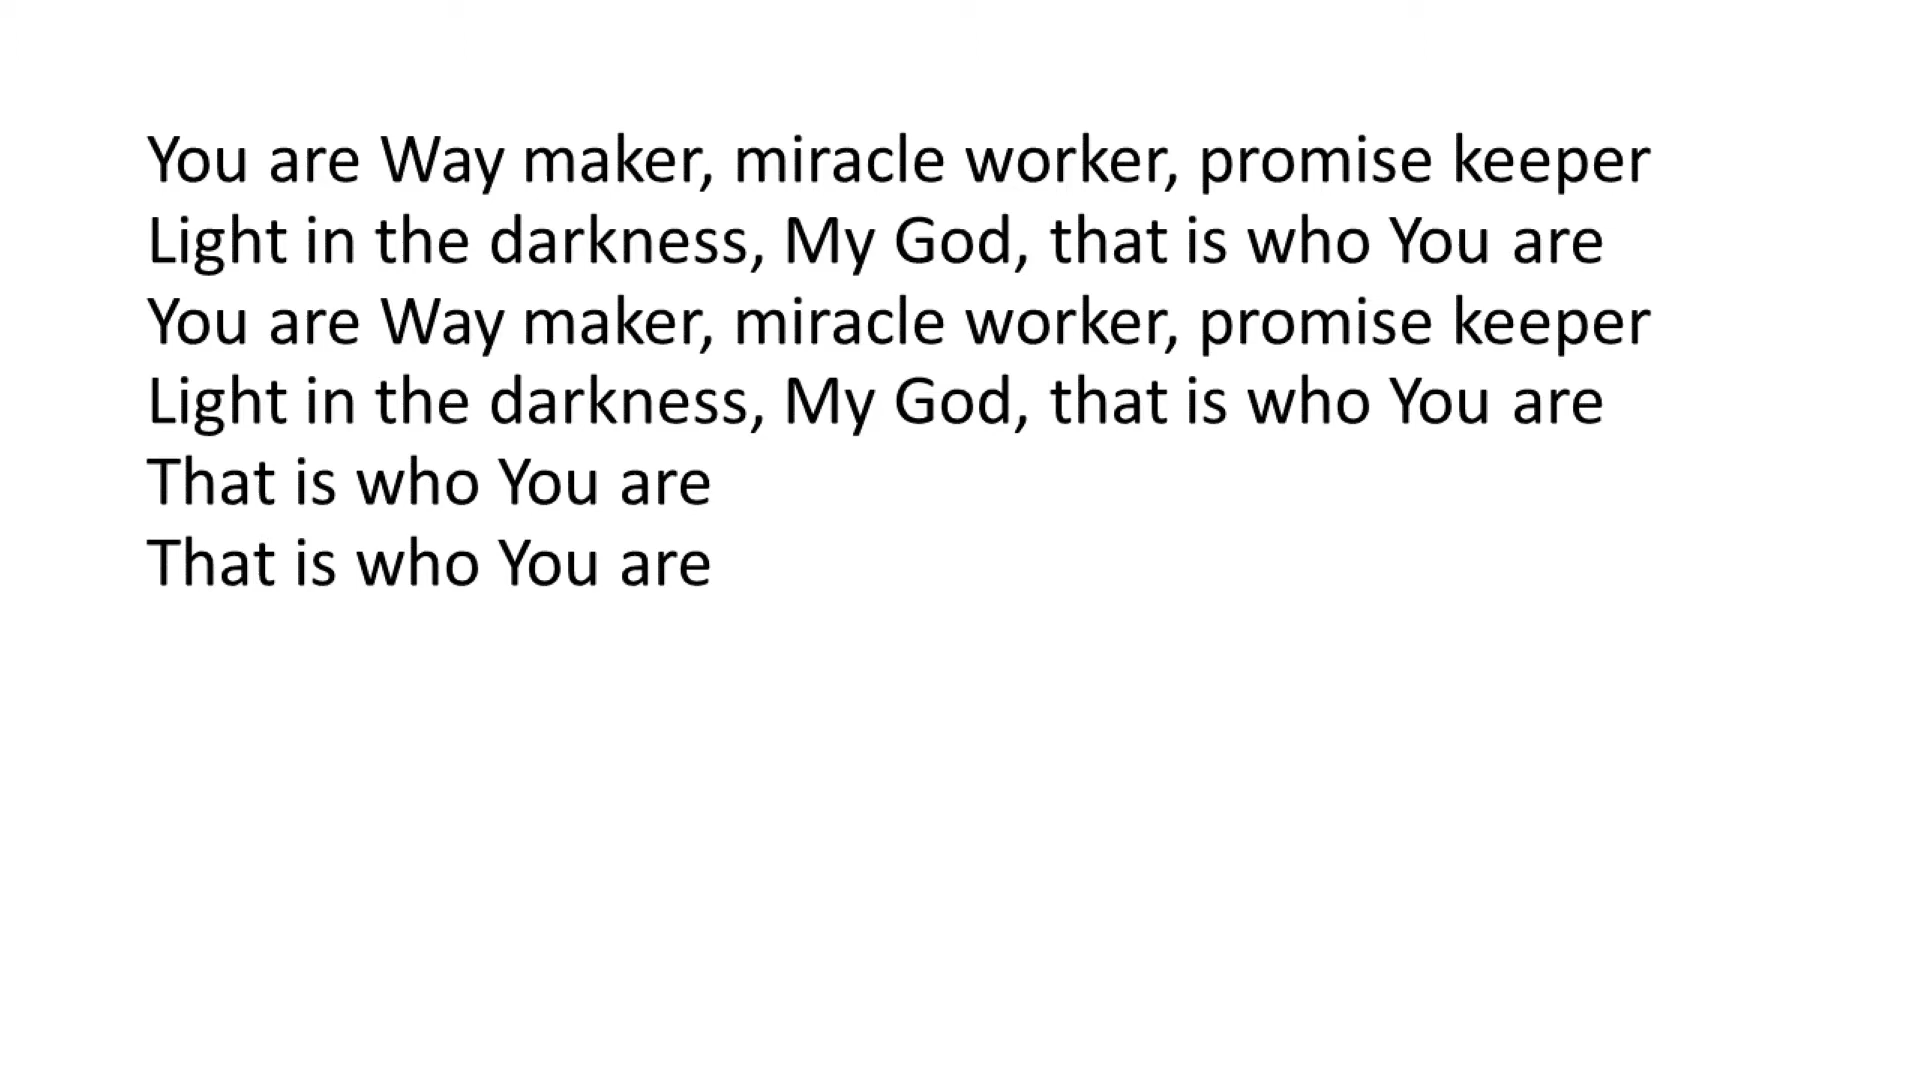 You are Way maker, miracle worker, promise keeper
Light in the darkness, My God, that is who You are
You are Way maker, miracle worker, promise keeper
Light in the darkness, My God, that is who You are
That is who You are
That is who You are